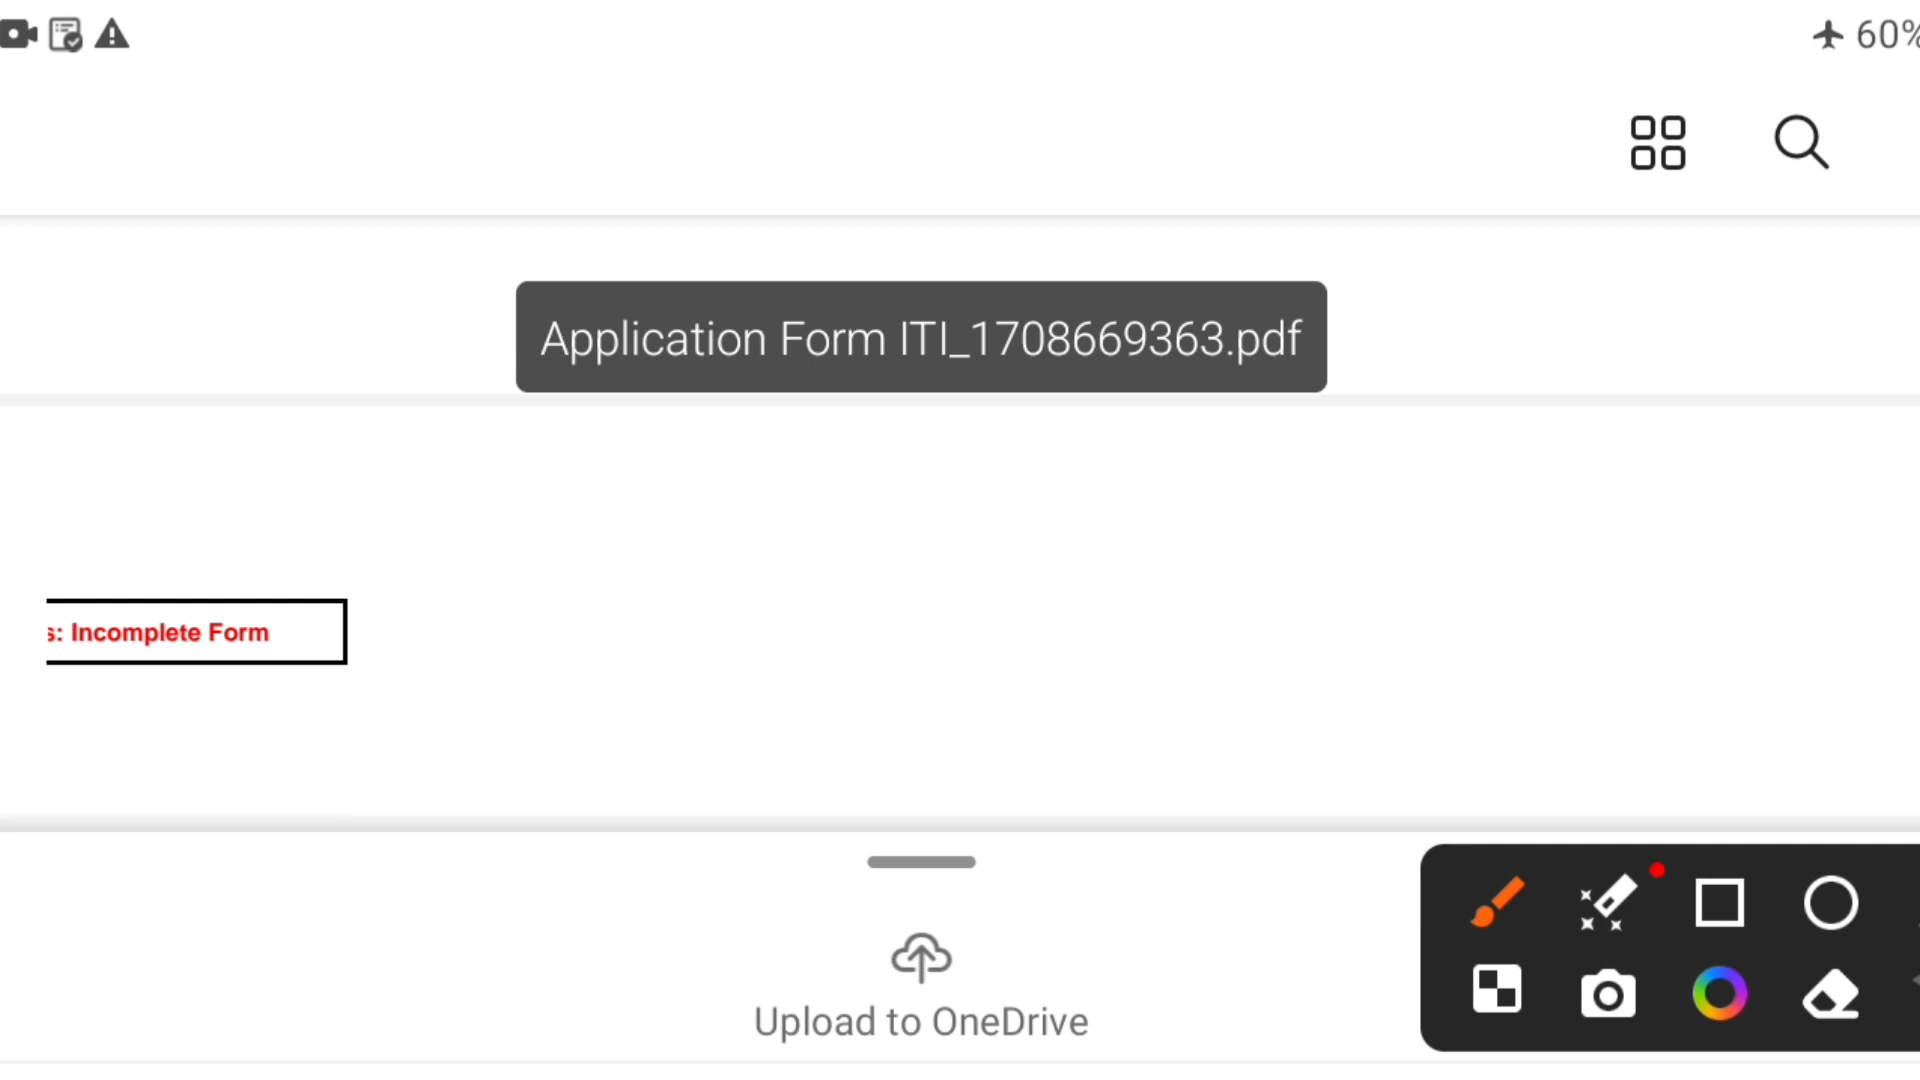 60%
Application Form ITI_1708669363.pdf
s: Incomplete Form
Upload to OneDrive